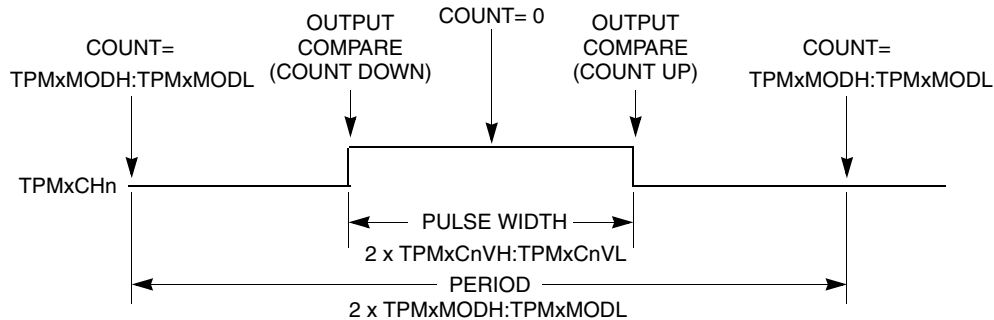 COUNT=
TPMxMODH:TPMxMODL
OUTPUT
COMPARE
(COUNT DOWN)
COUNT= 0
OUTPUT
COMPARE
(COUNT UP)
COUNT=
TPMxMODH:TPMxMODL
TPMxCHn
PULSE WIDTH
2 x TPMxCnVH:TPMxCnVL
PERIOD
2 x TPMxMODH:TPMxMODL